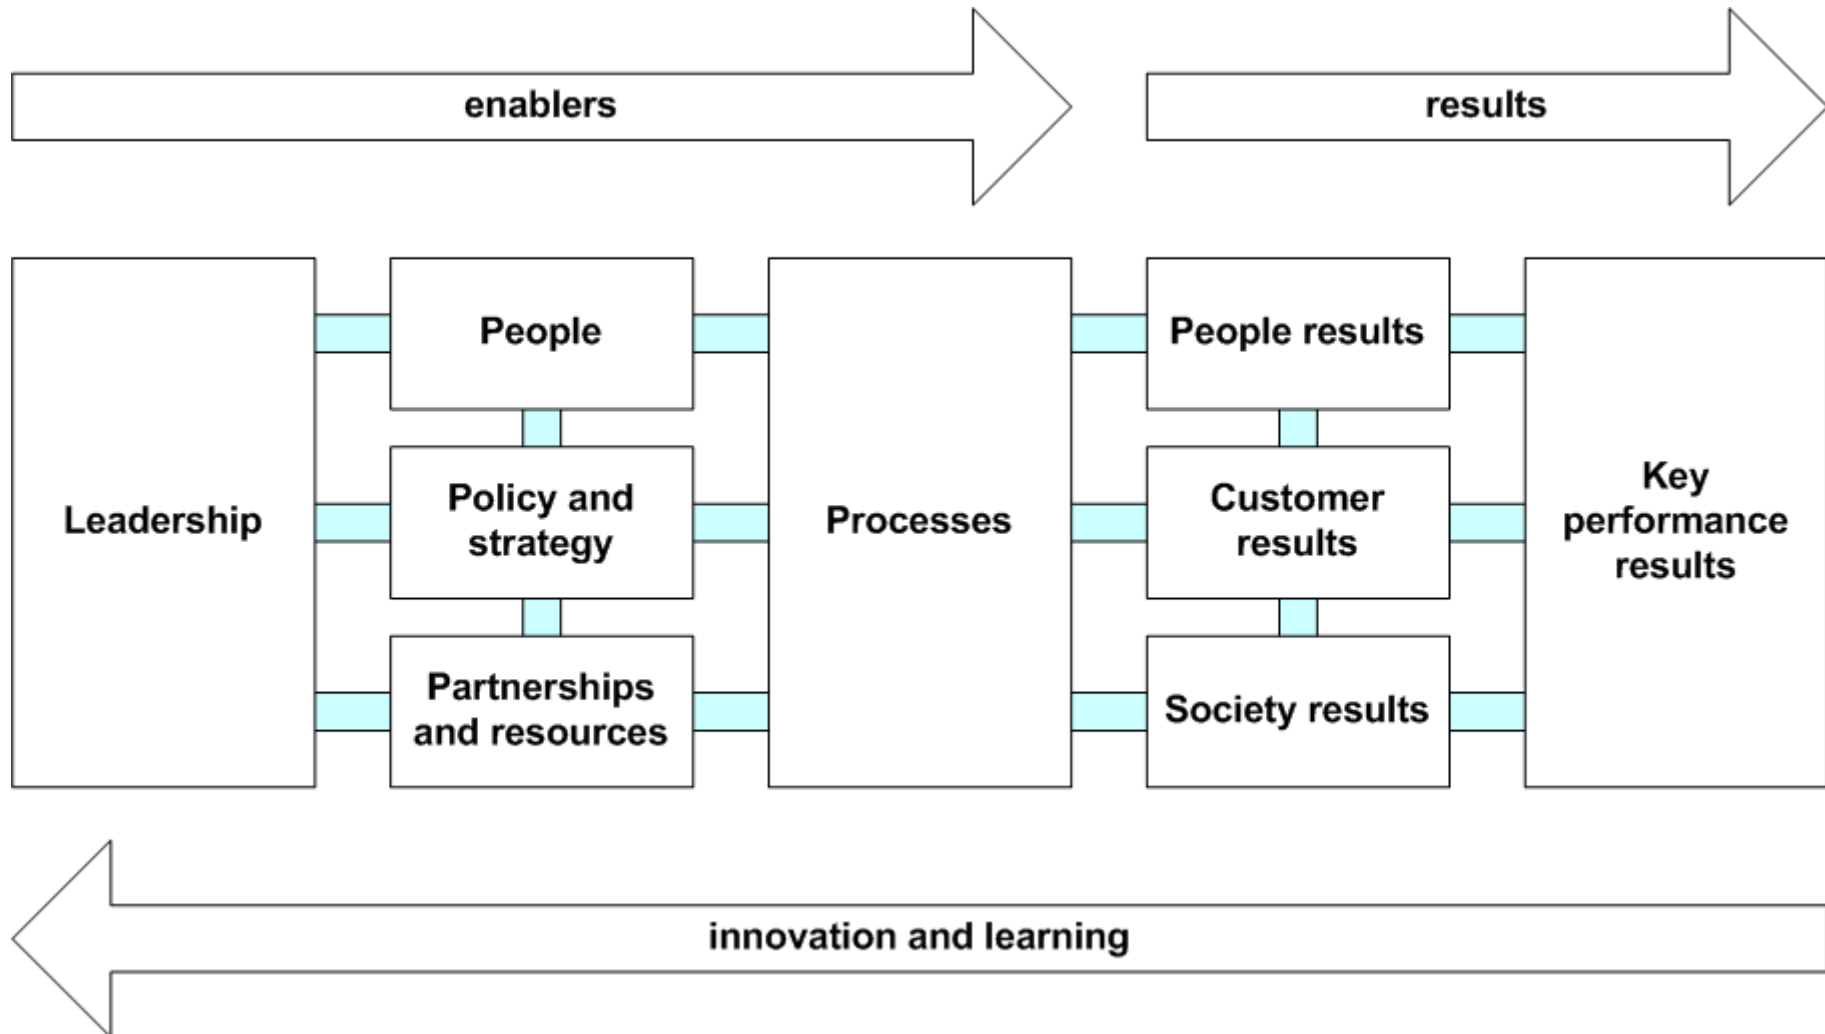 enablers
results
Leadership
People
Policy and
strategy
Partnerships
and resources
Processes
People results
Customer
results
Society results
Key
performance
results
innovation and learning